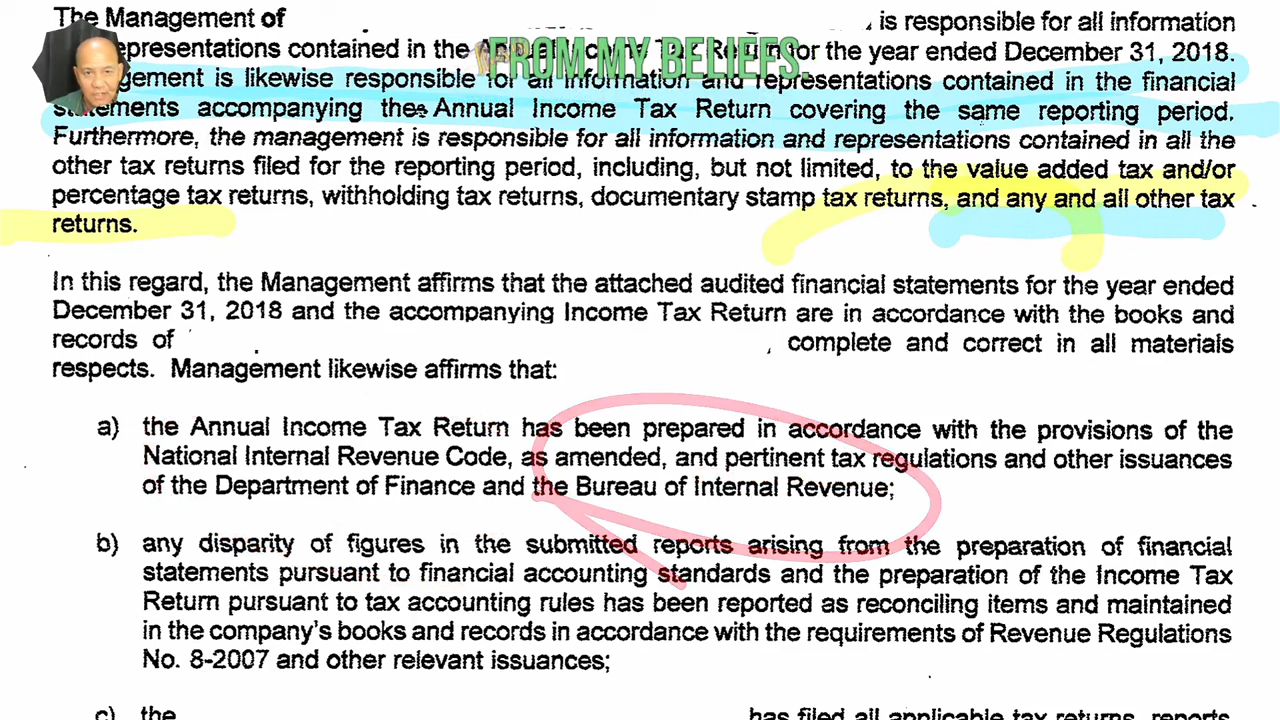 The Management of , is responsible for all information
epresentations contained in the Annual Income Tax Return for the year ended December 31, 2018.
FROM MY BELIEFS.
gement is likewise responsible for all information and representations contained in the financial
statements accompanying the Annual Income Tax Return covering the same reporting period.
Furthermore, the management is responsible for all information and representations contained in all the
other tax returns filed for the reporting period, including, but not limited, to the value added tax and/or
percentage tax returns, withholding tax returns, documentary stamp tax returns, and any and all other tax
returns.
In this regard, the Management affirms that the attached audited financial statements for the year ended
December 31, 2018 and the accompanying Income Tax Return are in accordance with the books and
records of , complete and correct in all materials
respects. Management likewise affirms that:
a) the Annual Income Tax Return has been prepared in accordance with the provisions of the
National Internal Revenue Code, as amended, and pertinent tax regulations and other issuances
of the Department of Finance and the Bureau of Internal Revenue;
b) any disparity of figures in the submitted reports arising from the preparation of financial
statements pursuant to financial accounting standards and the preparation of the Income Tax
Return pursuant to tax accounting rules has been reported as reconciling items and maintained
in the company's books and records in accordance with the requirements of Revenue Regulations
No. 8-2007 and other relevant issuances;
c) the has filed all applicable tax returns, reports